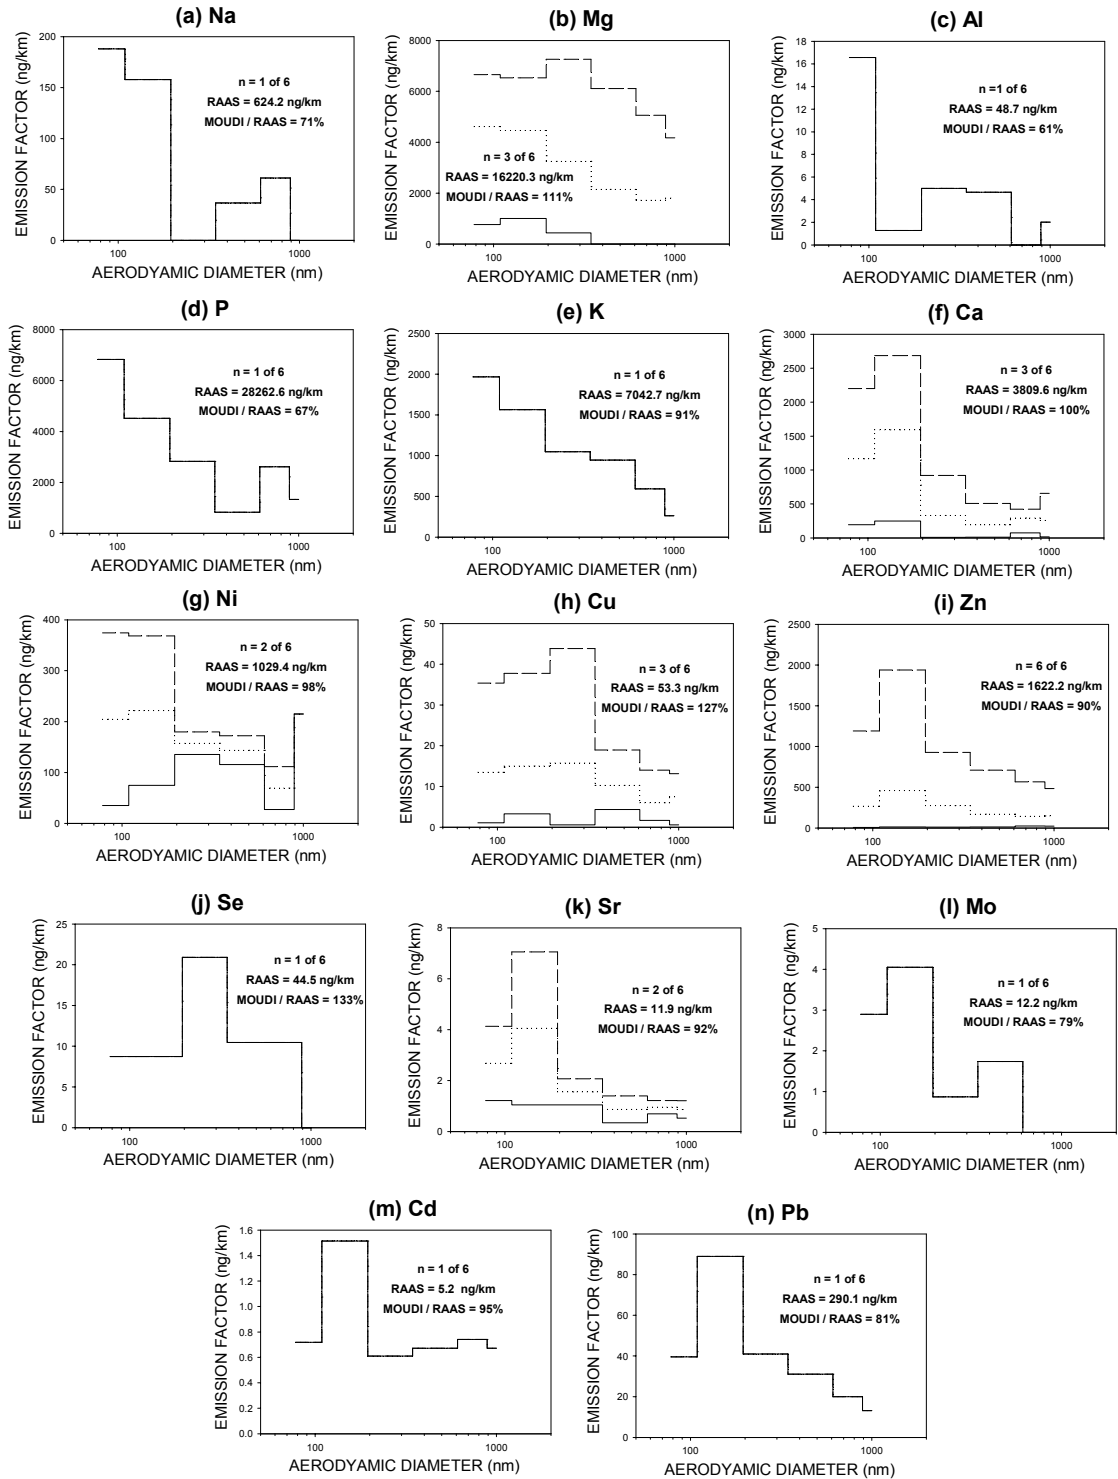 (a) Na
EMISSION FACTOR (ng/km)
200
150
100
50
0
n = 1 of 6
RAAS = 624.2 ng/km
MOUDI / RAAS = 71%
100
1000
AERODYAMIC DIAMETER (nm)
(b) Mg
EMISSION FACTOR (ng/km)
8000
6000
4000
2000
0
n = 3 of 6
RAAS = 16220.3 ng/km
MOUDI / RAAS = 111%
100
1000
AERODYAMIC DIAMETER (nm)
(c) Al
EMISSION FACTOR (ng/km)
18
16
14
12
10
8
6
4
2
0
n =1 of 6
RAAS = 48.7 ng/km
MOUDI / RAAS = 61%
100
1000
AERODYAMIC DIAMETER (nm)
(d) P
EMISSION FACTOR (ng/km)
8000
6000
4000
2000
0
n = 1 of 6
RAAS = 28262.6 ng/km
MOUDI / RAAS = 67%
100
1000
AERODYAMIC DIAMETER (nm)
(e) K
EMISSION FACTOR (ng/km)
2500
2000
1500
1000
500
0
n = 1 of 6
RAAS = 7042.7 ng/km
MOUDI / RAAS = 91%
100
1000
AERODYAMIC DIAMETER (nm)
(f) Ca
EMISSION FACTOR (ng/km)
3000
2500
2000
1500
1000
500
0
n = 3 of 6
RAAS = 3809.6 ng/km
MOUDI / RAAS = 100%
100
1000
AERODYAMIC DIAMETER (nm)
(g) Ni
EMISSION FACTOR (ng/km)
400
300
200
100
0
n = 2 of 6
RAAS = 1029.4 ng/km
MOUDI / RAAS = 98%
100
1000
AERODYAMIC DIAMETER (nm)
(h) Cu
EMISSION FACTOR (ng/km)
50
40
30
20
10
0
n = 3 of 6
RAAS = 53.3 ng/km
MOUDI / RAAS = 127%
100
1000
AERODYAMIC DIAMETER (nm)
(i) Zn
EMISSION FACTOR (ng/km)
2500
2000
1500
1000
500
0
n = 6 of 6
RAAS = 1622.2 ng/km
MOUDI / RAAS = 90%
100
1000
AERODYAMIC DIAMETER (nm)
(j) Se
EMISSION FACTOR (ng/km)
25
20
15
10
5
0
n = 1 of 6
RAAS = 44.5 ng/km
MOUDI / RAAS = 133%
100
1000
AERODYAMIC DIAMETER (nm)
(k) Sr
EMISSION FACTOR (ng/km)
8
6
4
2
0
n = 2 of 6
RAAS = 11.9 ng/km
MOUDI / RAAS = 92%
100
1000
AERODYAMIC DIAMETER (nm)
(l) Mo
EMISSION FACTOR (ng/km)
5
4
3
2
1
0
n = 1 of 6
RAAS = 12.2 ng/km
MOUDI / RAAS = 79%
100
1000
AERODYAMIC DIAMETER (nm)
(m) Cd
EMISSION FACTOR (ng/km)
1.6
1.4
1.2
1.0
0.8
0.6
0.4
0.2
0.0
n = 1 of 6
RAAS = 5.2 ng/km
MOUDI / RAAS = 95%
100
1000
AERODYAMIC DIAMETER (nm)
(n) Pb
EMISSION FACTOR (ng/km)
100
80
60
40
20
0
n = 1 of 6
RAAS = 290.1 ng/km
MOUDI / RAAS = 81%
100
1000
AERODYAMIC DIAMETER (nm)